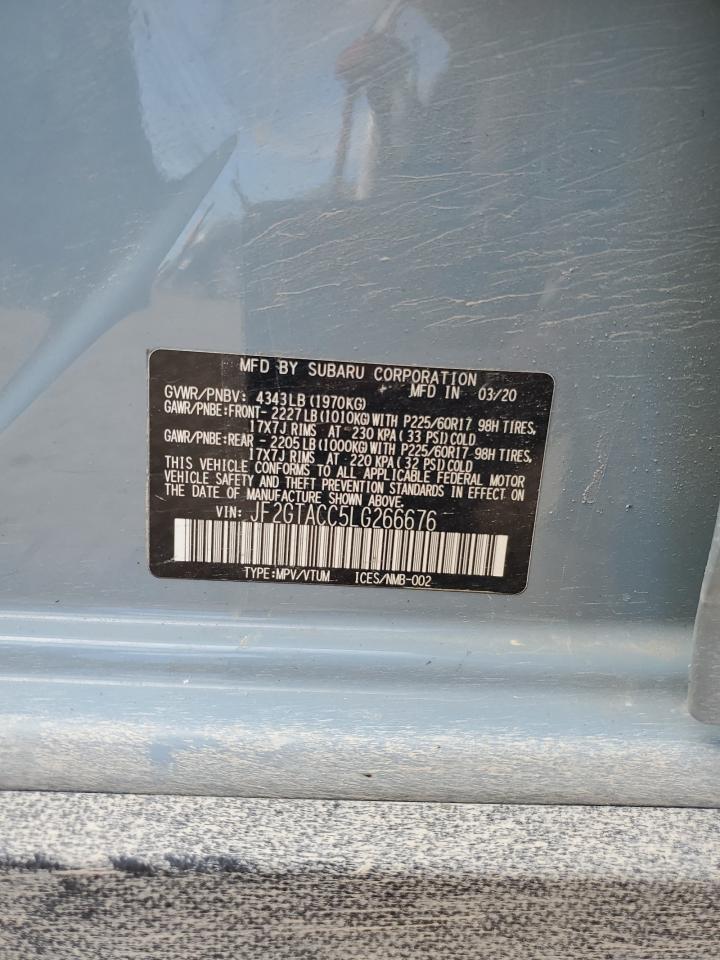 MFD BY SUBARU CORPORATION
MFD IN 03/20
GVWR/PNBV: 4343LB (1970KG)
GAWR/PNBE: FRONT- 2227LB (1010KG) WITH P225/60R17 98H TIRES,
17X7J RIMS AT 230 KPA (33 PSI) COLD
GAWR/PNBE: REAR - 2205LB (1000KG) WITH P225/60R17 98H TIRES,
17X7J RIMS AT 220 KPA (32 PSI) COLD
THIS VEHICLE CONFORMS TO ALL APPLICABLE FEDERAL MOTOR
VEHICLE SAFETY AND THEFT PREVENTION STANDARDS IN EFFECT ON
THE DATE OF MANUFACTURE SHOWN ABOVE.
VIN: JF2GTACC5LG266676
TYPE:MPV/VTUM ICES/NMB-002